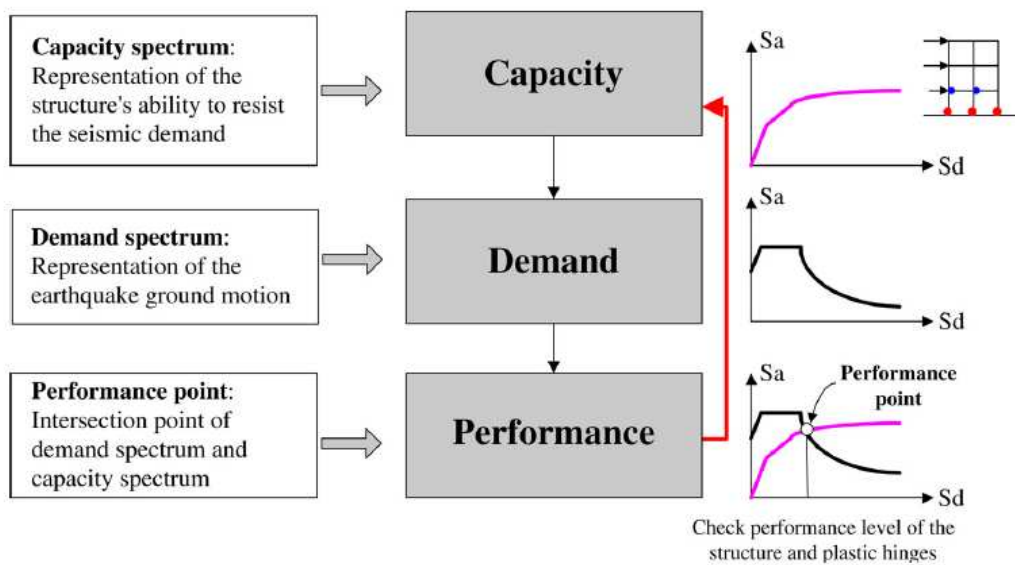 Capacity spectrum:
Representation of the
structure's ability to resist
the seismic demand
Capacity
Sa
Sd
Demand spectrum:
Representation of the
earthquake ground motion
Demand
Sa
Sd
Performance point:
Intersection point of
demand spectrum and
capacity spectrum
Performance
Sa
Performance
point
Sd
Check performance level of the
structure and plastic hinges